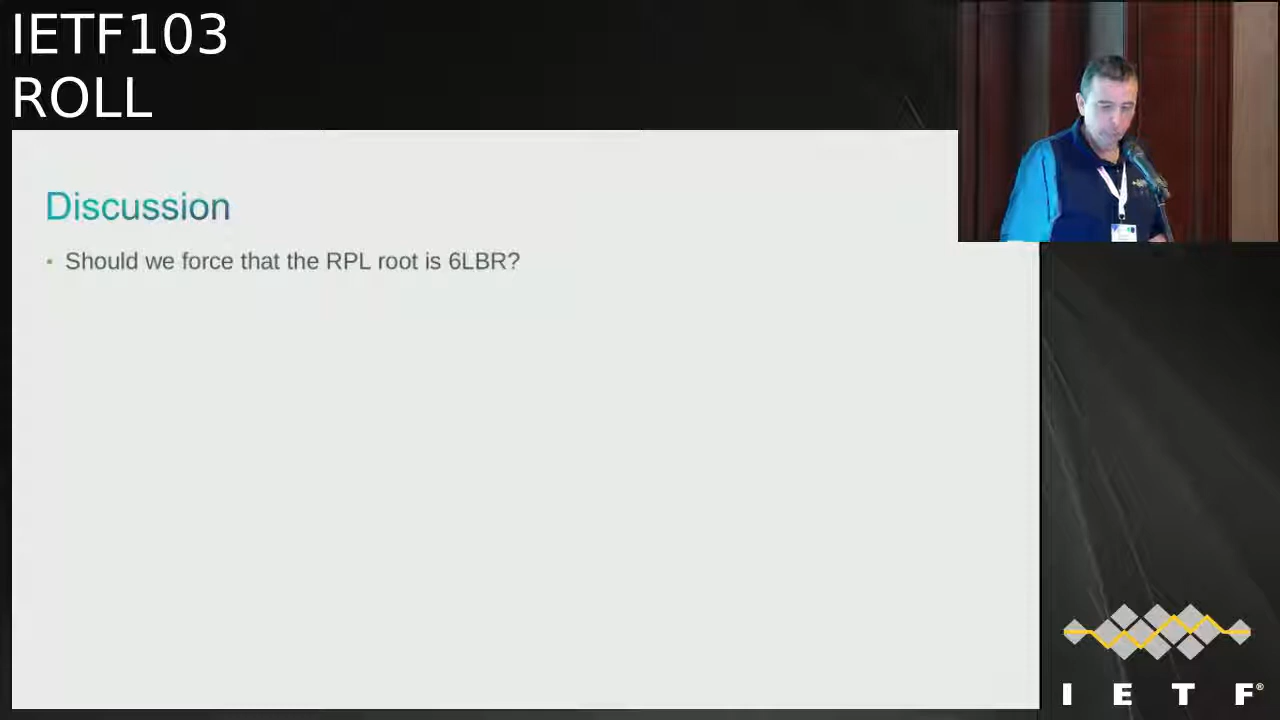 IETF103
ROLL
Discussion
• Should we force that the RPL root is 6LBR?
I E T F®